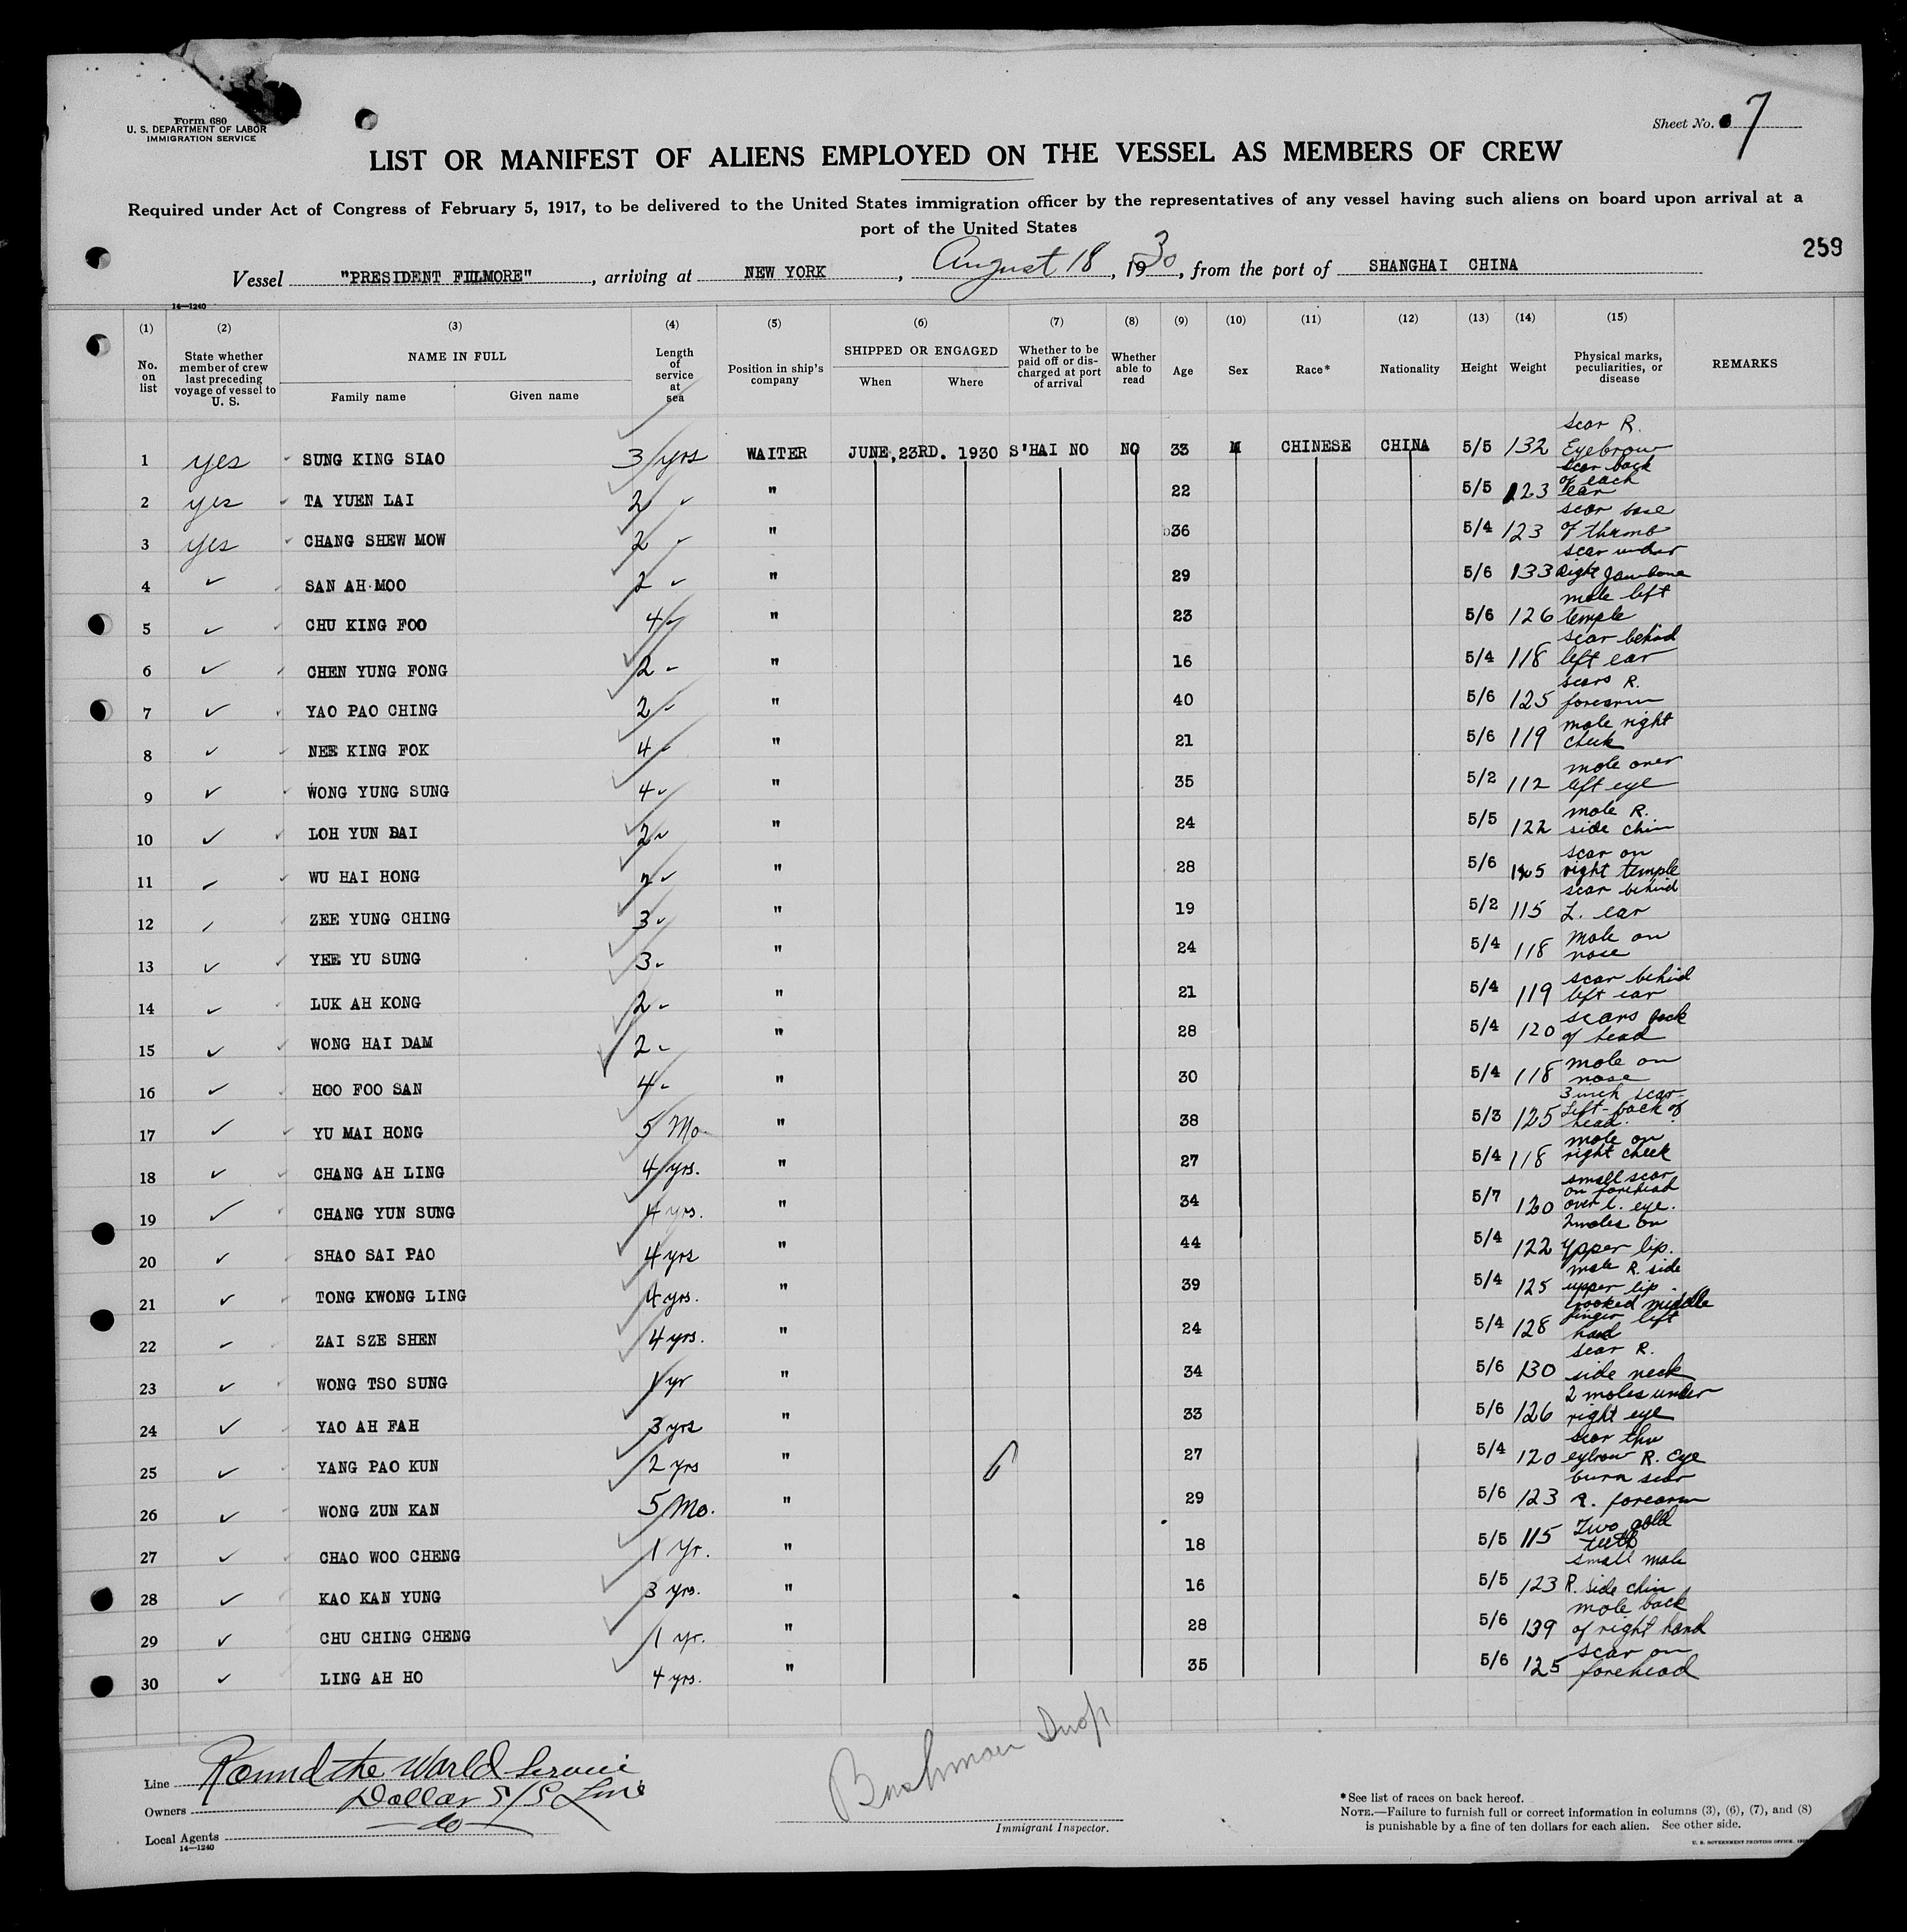 Form 680
U. S. DEPARTMENT OF LABOR
IMMIGRATION SERVICE
Sheet No. 7
LIST OR MANIFEST OF ALIENS EMPLOYED ON THE VESSEL AS MEMBERS OF CREW
Required under Act of Congress of February 5, 1917, to be delivered to the United States immigration officer by the representatives of any vessel having such aliens on board upon arrival at a
port of the United States
259
Vessel "PRESIDENT FILLMORE", arriving at NEW YORK, August 18, 1930, from the port of SHANGHAI CHINA
14—1240
(1) (2) (3) (4) (5) (6) (7) (8) (9) (10) (11) (12) (13) (14) (15)
No. on list
State whether member of crew last preceding voyage of vessel to U. S.
NAME IN FULL
Family name Given name
Length of service at sea
Position in ship's company
SHIPPED OR ENGAGED
When Where
Whether to be paid off or discharged at port of arrival
Whether able to read
Age Sex Race* Nationality Height Weight
Physical marks, peculiarities, or disease
REMARKS
1 yes SUNG KING SIAO 3 yrs WAITER JUNE,23RD. 1930 S'HAI NO NO 33 M CHINESE CHINA 5/5 132 scar R. Eyebrow
2 yes TA YUEN LAI 2 " 22 5/5 123 scar back of each ear
3 yes CHANG SHEW MOW 2 " 36 5/4 123 scar base of thumb
4 SAN AH MOO 2 " 29 5/6 133 scar under Right Jawbone
5 CHU KING FOO 4 " 23 5/6 126 mole left temple
6 CHEN YUNG FONG 2 " 16 5/4 118 scar behind left ear
7 YAO PAO CHING 2 " 40 5/6 125 scars R. forearm
8 NEE KING FOK 4 " 21 5/6 119 mole right cheek
9 WONG YUNG SUNG 4 " 35 5/2 112 mole over left eye
10 LOH YUN DAI 2 " 24 5/5 122 mole R. side chin
11 WU HAI HONG " 28 5/6 scar on right temple
12 ZEE YUNG CHING 3 " 19 5/2 115 scar behind L. ear
13 YEE YU SUNG 3 " 24 5/4 118 mole on nose
14 LUK AH KONG 2 " 21 5/4 119 scar behind left ear
15 WONG HAI DAM 2 " 28 5/4 120 scars back of head
16 HOO FOO SAN 4 " 30 5/4 118 mole on nose
17 YU MAI HONG 5 Mo " 38 5/3 125 3 inch scar- Left- back of head.
18 CHANG AH LING 4 yrs. " 27 5/4 118 mole on right cheek
19 CHANG YUN SUNG 4 yrs. " 34 5/7 120 small scar on forehead over L. eye.
20 SHAO SAI PAO 4 yrs " 44 5/4 122 2 moles on upper lip.
21 TONG KWONG LING 4 yrs. " 39 5/4 125 mole R. side upper lip.
22 ZAI SZE SHEN 4 yrs. " 24 5/4 128 crooked middle finger left hand
23 WONG TSO SUNG 1 yr " 34 5/6 130 scar R. side neck
24 YAO AH FAH 3 yrs " 33 5/6 126 2 moles under right eye
25 YANG PAO KUN 2 yrs " 27 5/4 120 scar thru eyebrow R. Eye
26 WONG ZUN KAN 5 Mo. " 29 5/6 123 burn scar R. forearm
27 CHAO WOO CHENG 1 Yr. " 18 5/5 115 Two gold teeth
28 KAO KAN YUNG 3 yrs. " 16 5/5 123 small mole R. side chin
29 CHU CHING CHENG 1 yr. " 28 5/6 139 mole back of right hand
30 LING AH HO 4 yrs. " 35 5/6 125 scar on forehead
Line Round the World Service
Owners Dollar S/S Line
Local Agents do
14—1240
Immigrant Inspector.
*See list of races on back hereof.
NOTE.—Failure to furnish full or correct information in columns (3), (6), (7), and (8)
is punishable by a fine of ten dollars for each alien. See other side.
U. S. GOVERNMENT PRINTING OFFICE